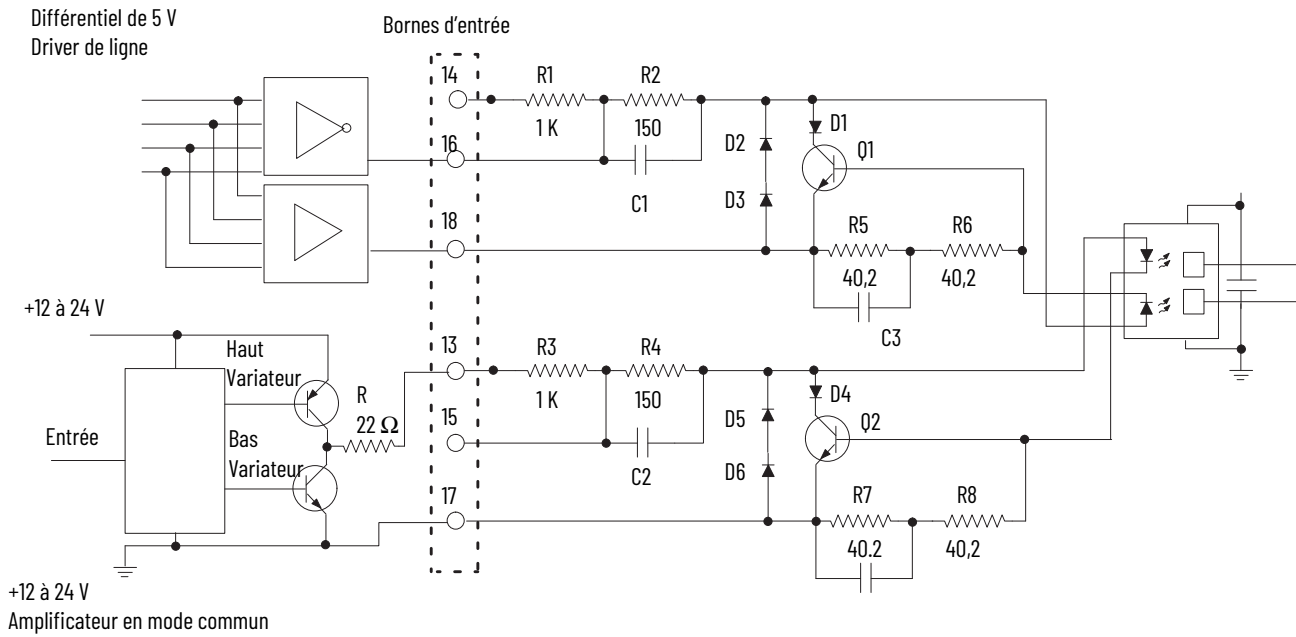 Différentiel de 5 V
Driver de ligne
Bornes d'entrée
14
R1
R2
1 K
150
D1
16
D2
Q1
C1
D3
18
R5
R6
40,2
40,2
C3
+12 à 24 V
13
R3
R4
Haut
Variateur
R
22 Ω
1 K
150
D4
D5
Q2
15
Entrée
Bas
Variateur
C2
D6
17
R7
R8
40.2
40,2
+12 à 24 V
Amplificateur en mode commun